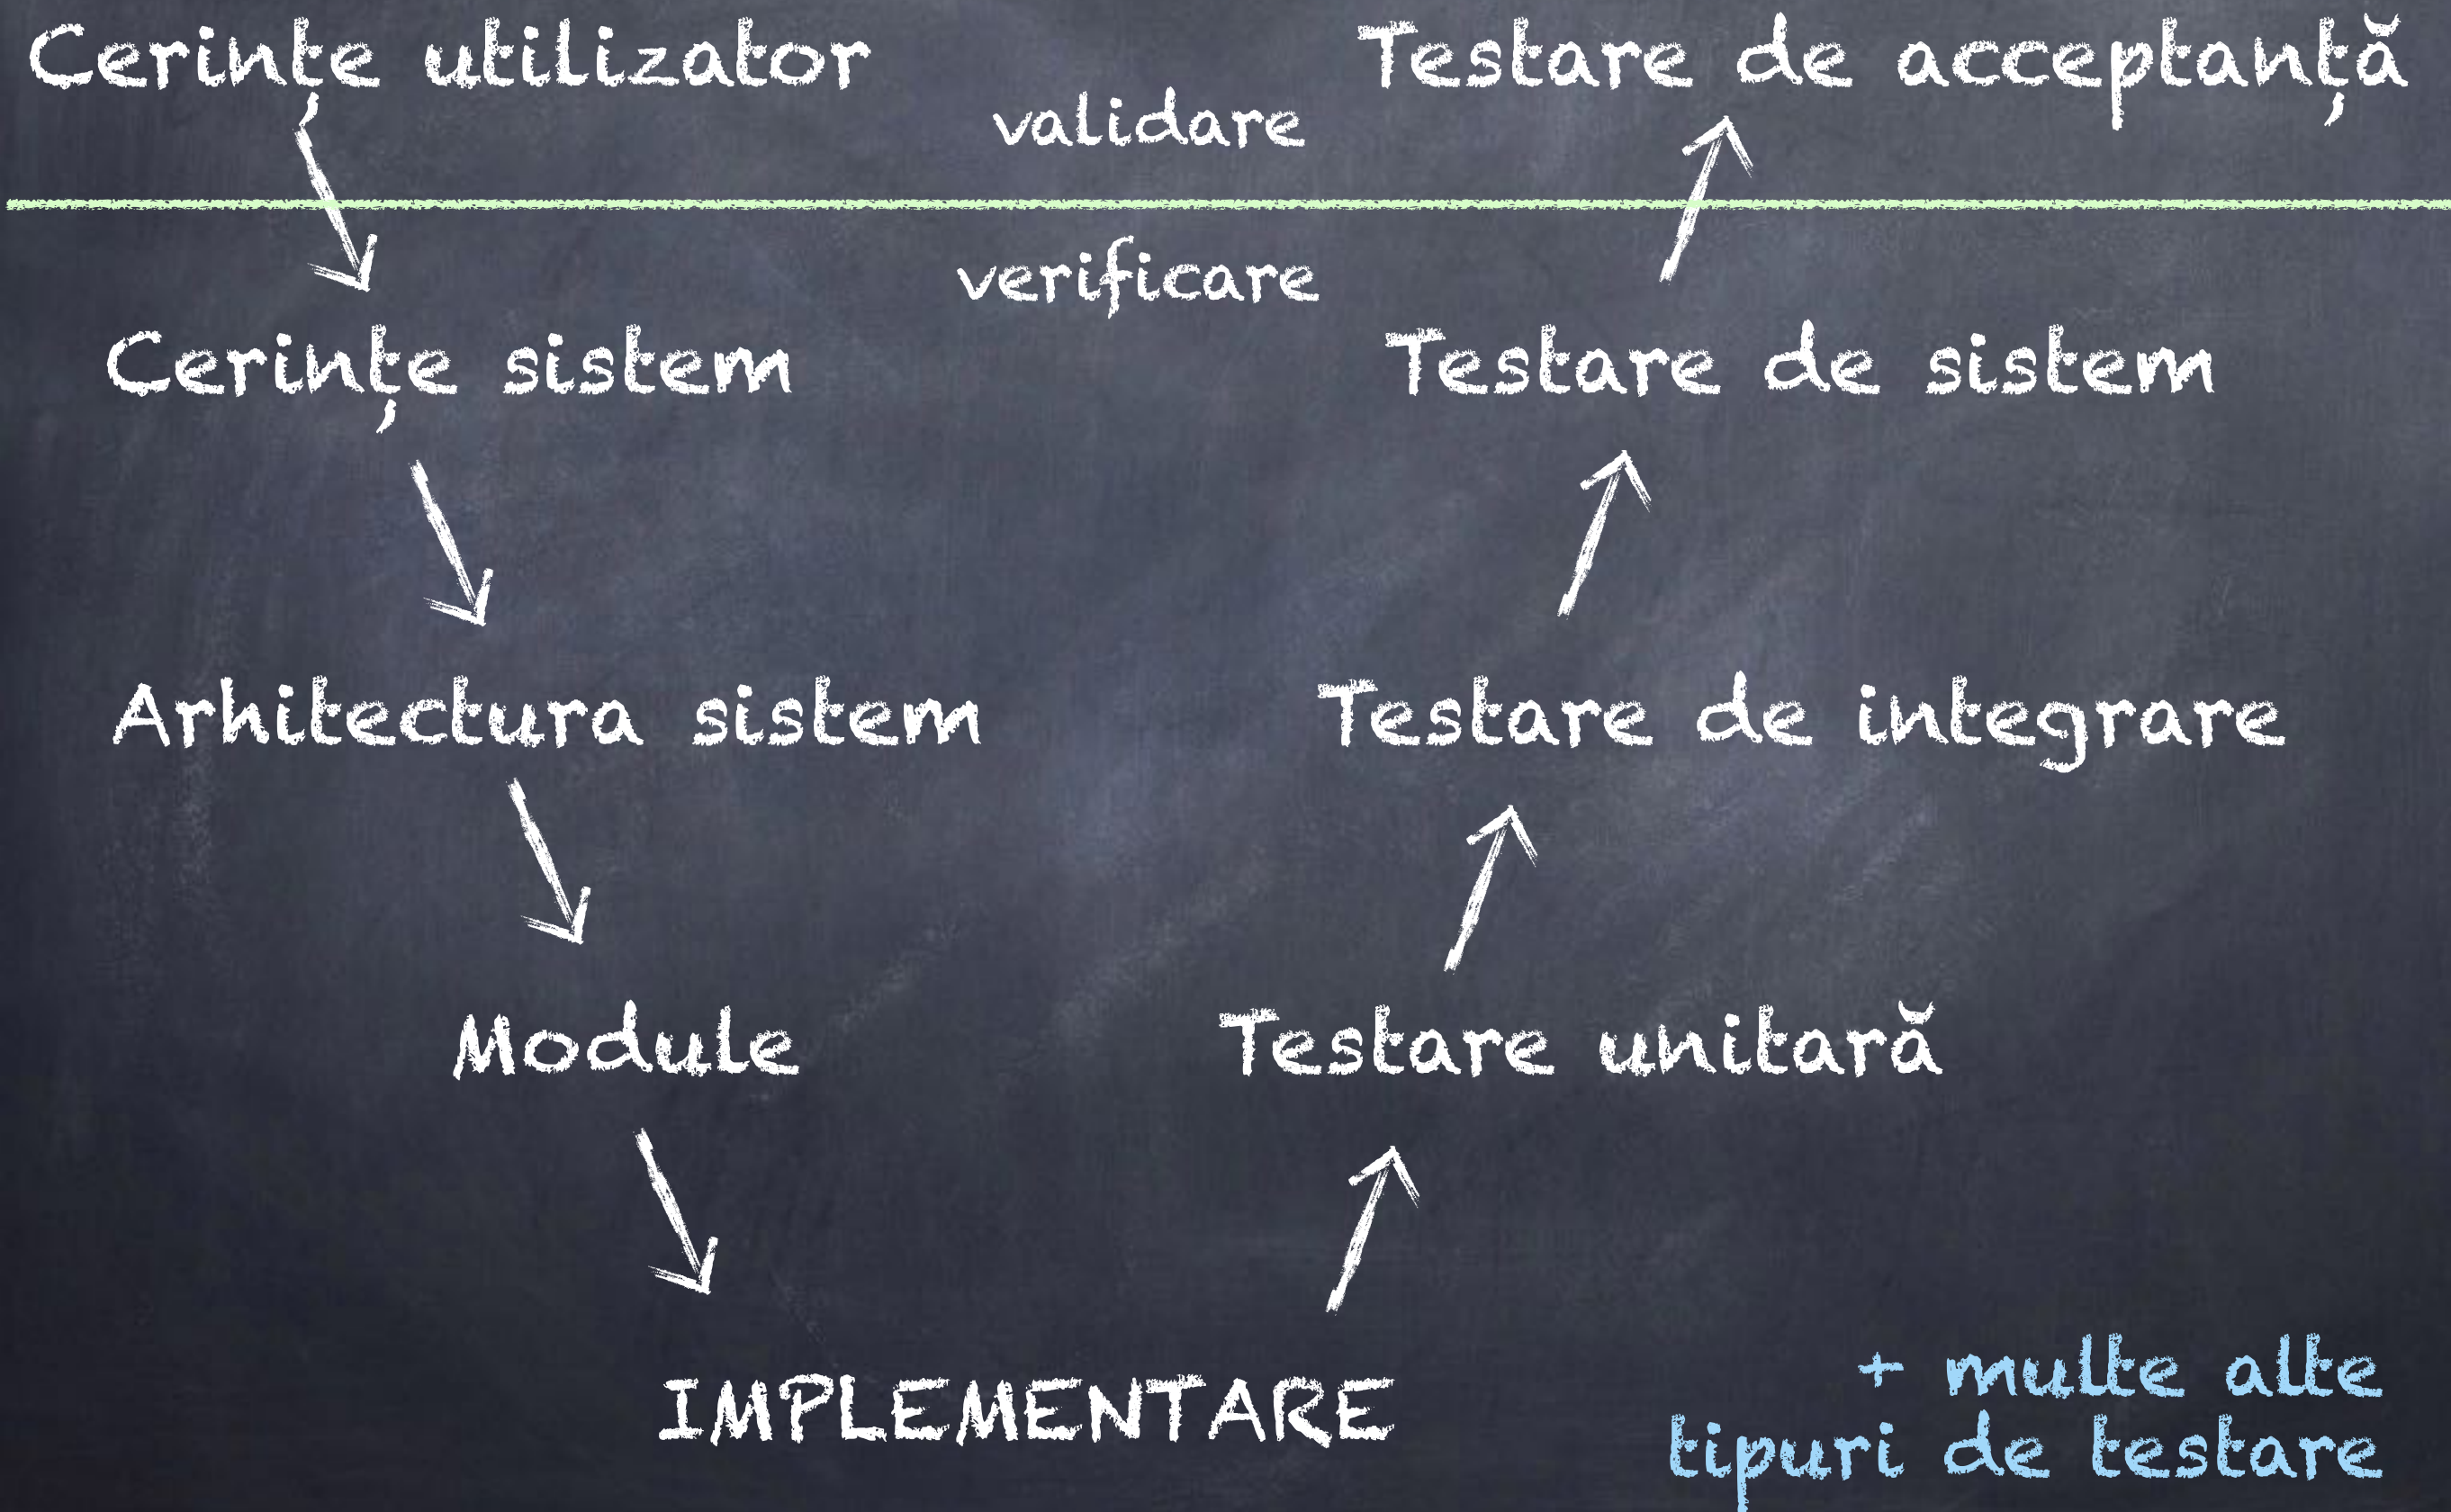 Cerințe utilizator
Testare de acceptanță
validare
verificare
Cerințe sistem
Testare de sistem
Arhitectura sistem
Testare de integrare
Module
Testare unitară
IMPLEMENTARE
+ multe alte
tipuri de testare